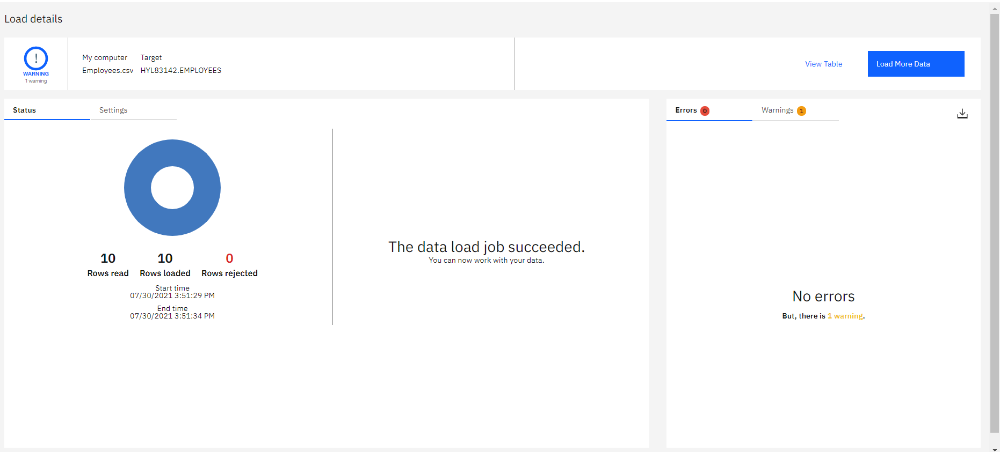 Load details
!
WARNING
1 warning
My computer Target
Employees.csv HYL83142.EMPLOYEES
View Table
Load More Data
Status Settings
10 10 0
Rows read Rows loaded Rows rejected
Start time
07/30/2021 3:51:29 PM
End time
07/30/2021 3:51:34 PM
The data load job succeeded.
You can now work with your data.
Errors 0 Warnings 1
No errors
But, there is 1 warning.